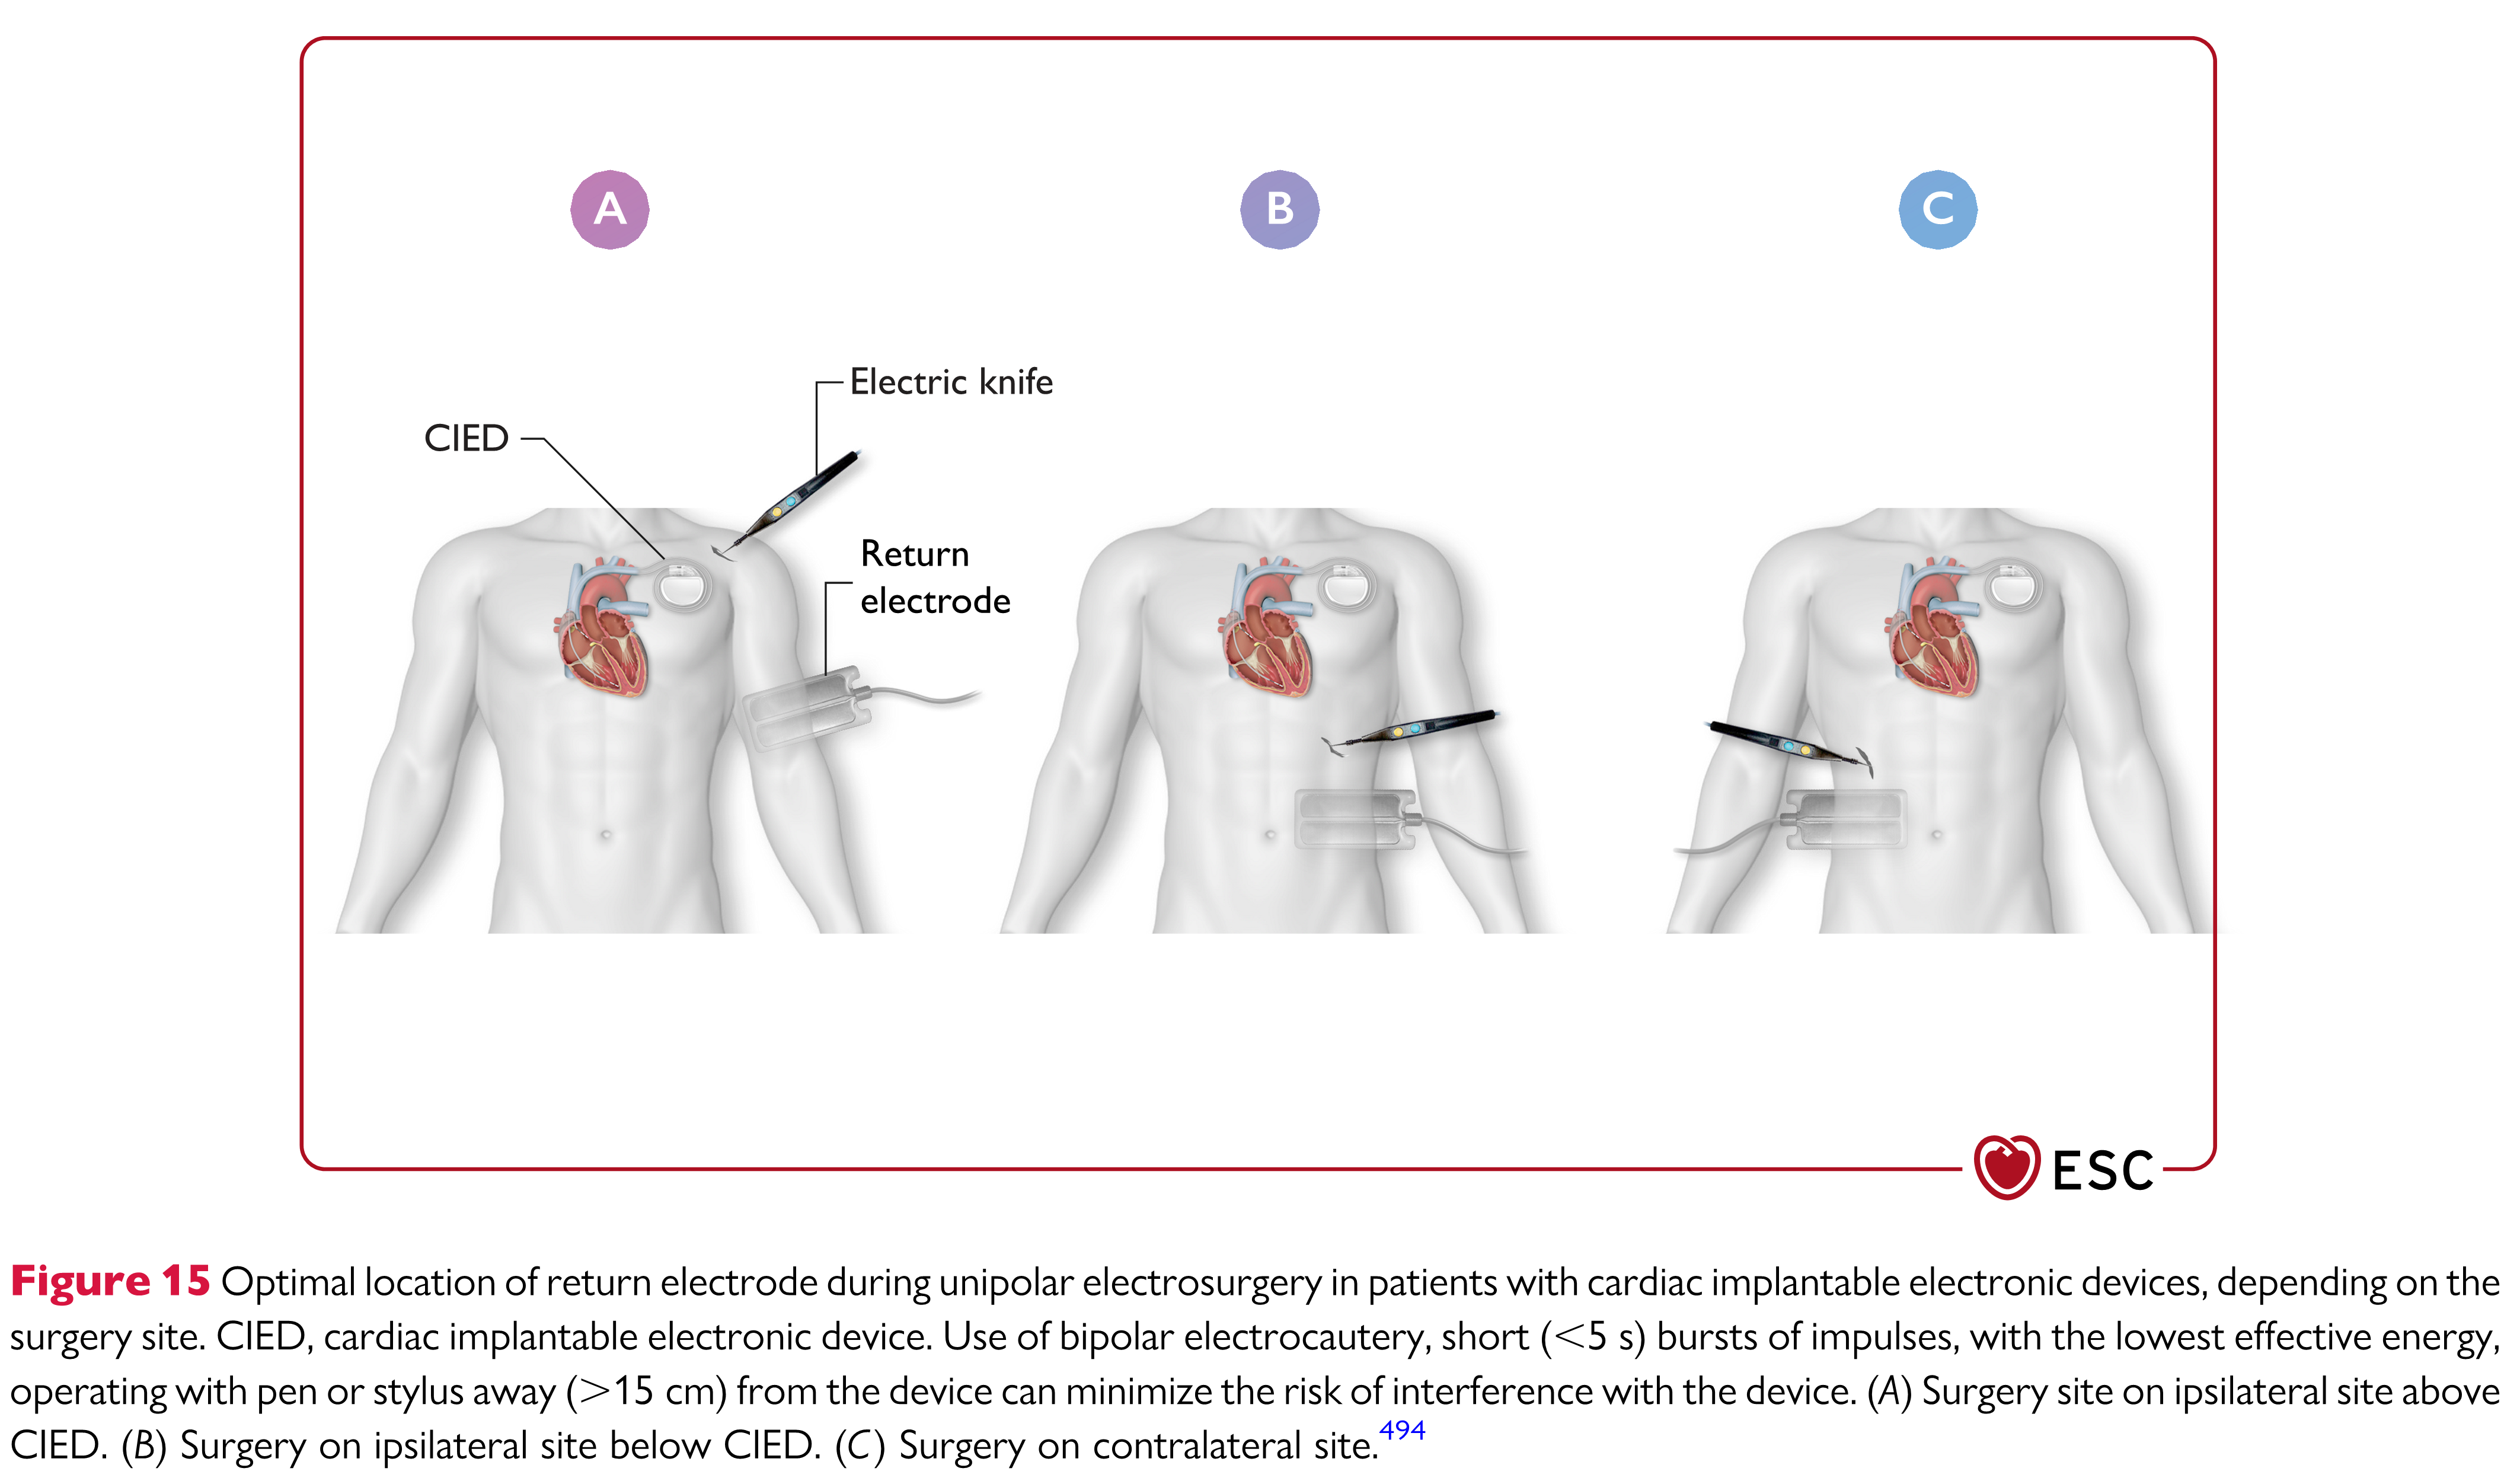 A
B
C
Electric knife
CIED
Return
electrode
ESC
Figure 15 Optimal location of return electrode during unipolar electrosurgery in patients with cardiac implantable electronic devices, depending on the
surgery site. CIED, cardiac implantable electronic device. Use of bipolar electrocautery, short (<5 s) bursts of impulses, with the lowest effective energy,
operating with pen or stylus away (>15 cm) from the device can minimize the risk of interference with the device. (A) Surgery site on ipsilateral site above
CIED. (B) Surgery on ipsilateral site below CIED. (C) Surgery on contralateral site.494